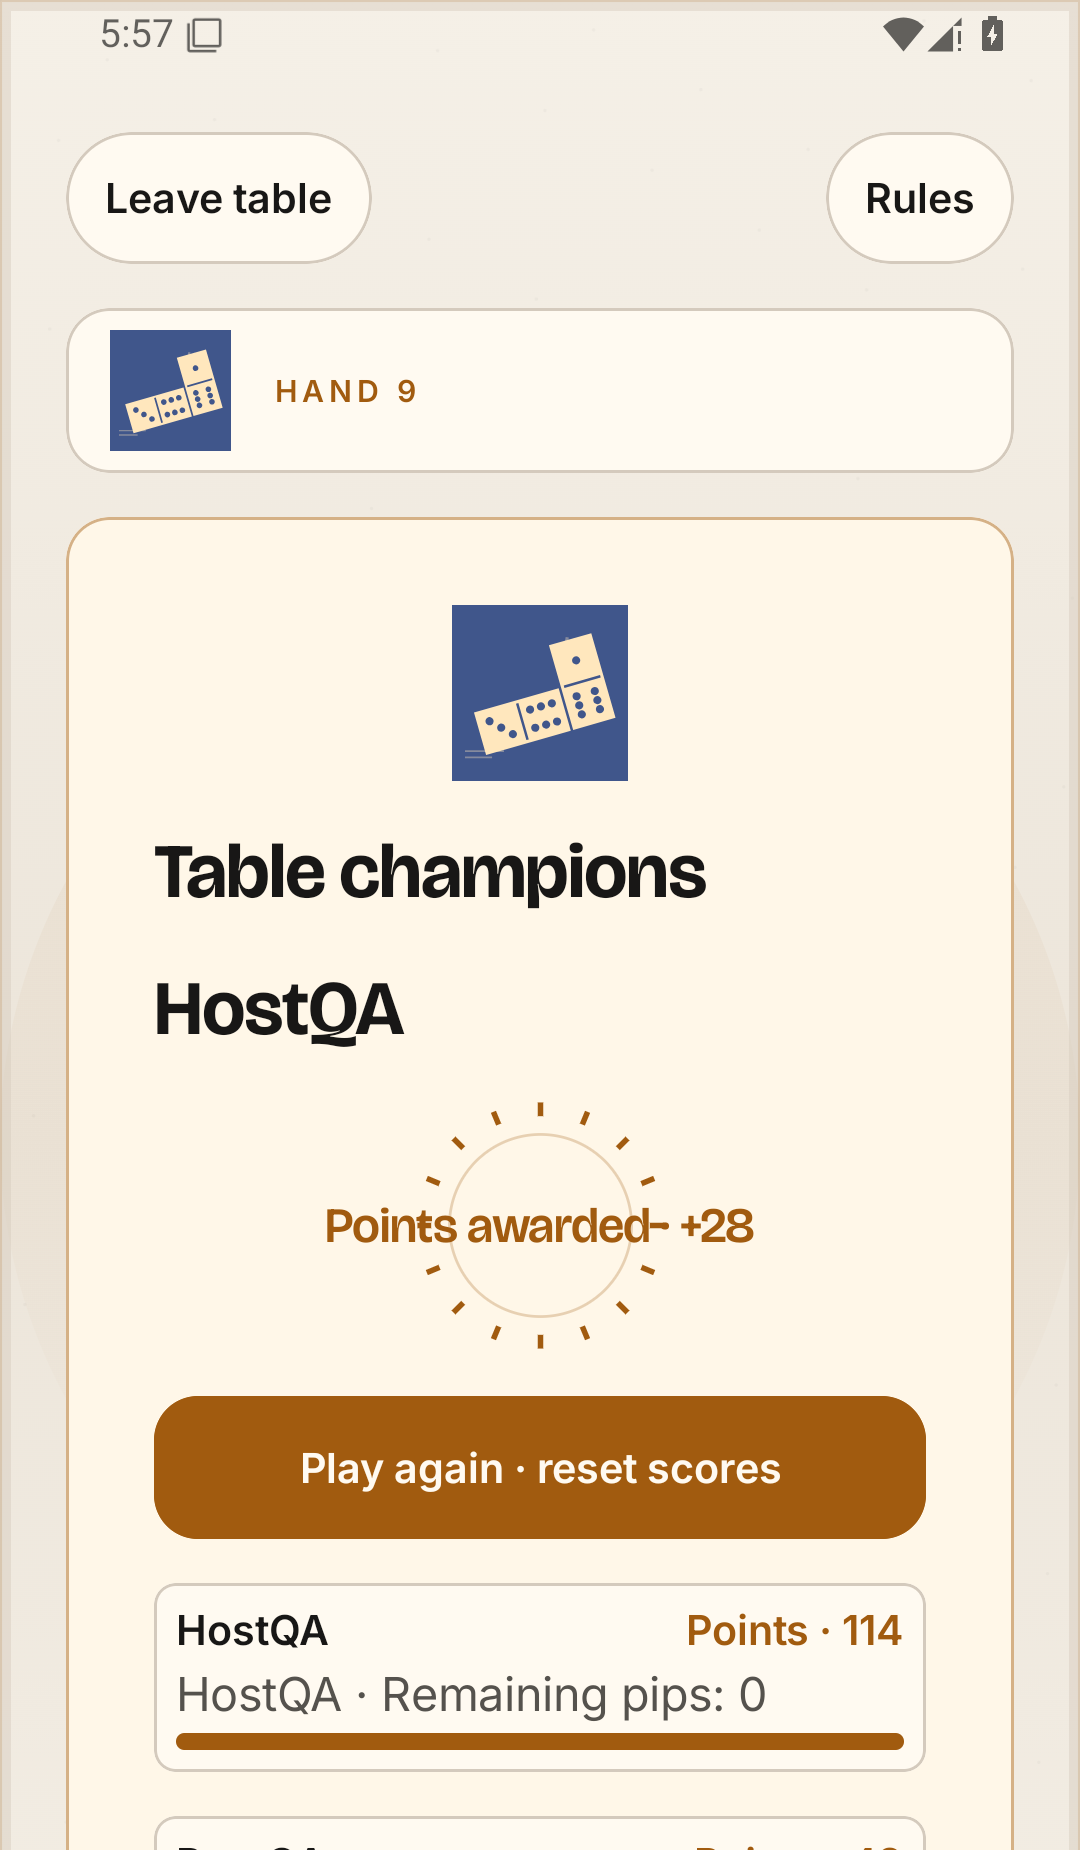 5:57
Leave table
Rules
HAND 9
Table champions
HostQA
Points awarded · +28
Play again · reset scores
HostQA
Points · 114
HostQA · Remaining pips: 0